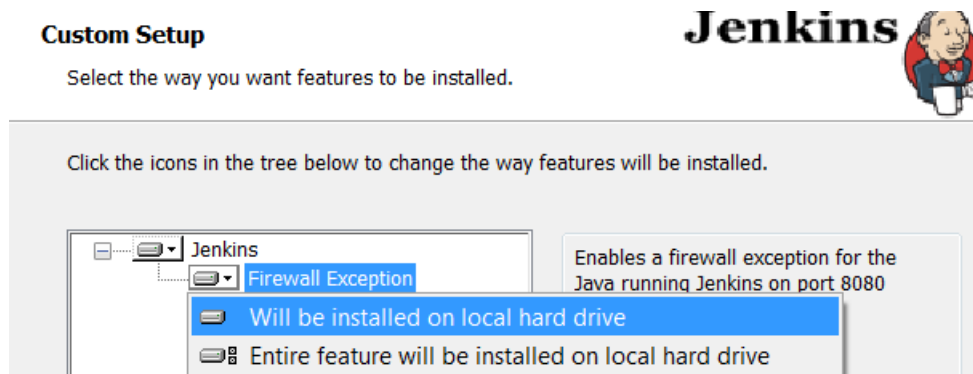 Custom Setup
Jenkins
Select the way you want features to be installed.
Click the icons in the tree below to change the way features will be installed.
Jenkins
Firewall Exception
Enables a firewall exception for the
Java running Jenkins on port 8080
Will be installed on local hard drive
Entire feature will be installed on local hard drive